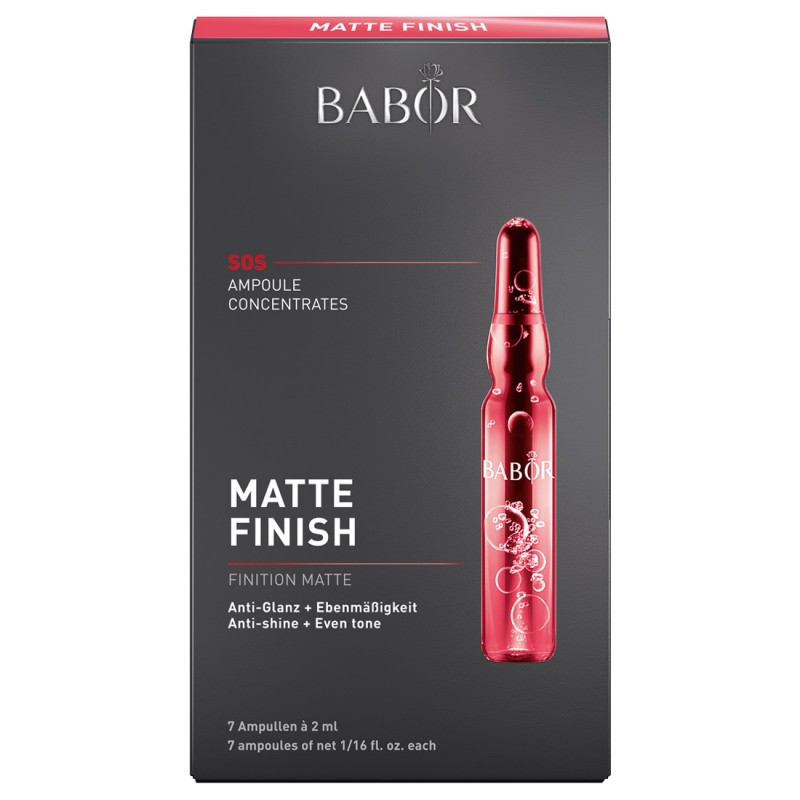 MATTE FINISH
BABOR
SOS
AMPOULE
CONCENTRATES
BABOR
MATTE
FINISH
FINITION MATTE
Anti-Glanz + Ebenmäßigkeit
Anti-shine + Even tone
7 Ampullen à 2 ml
7 ampoules of net 1/16 fl. oz. each